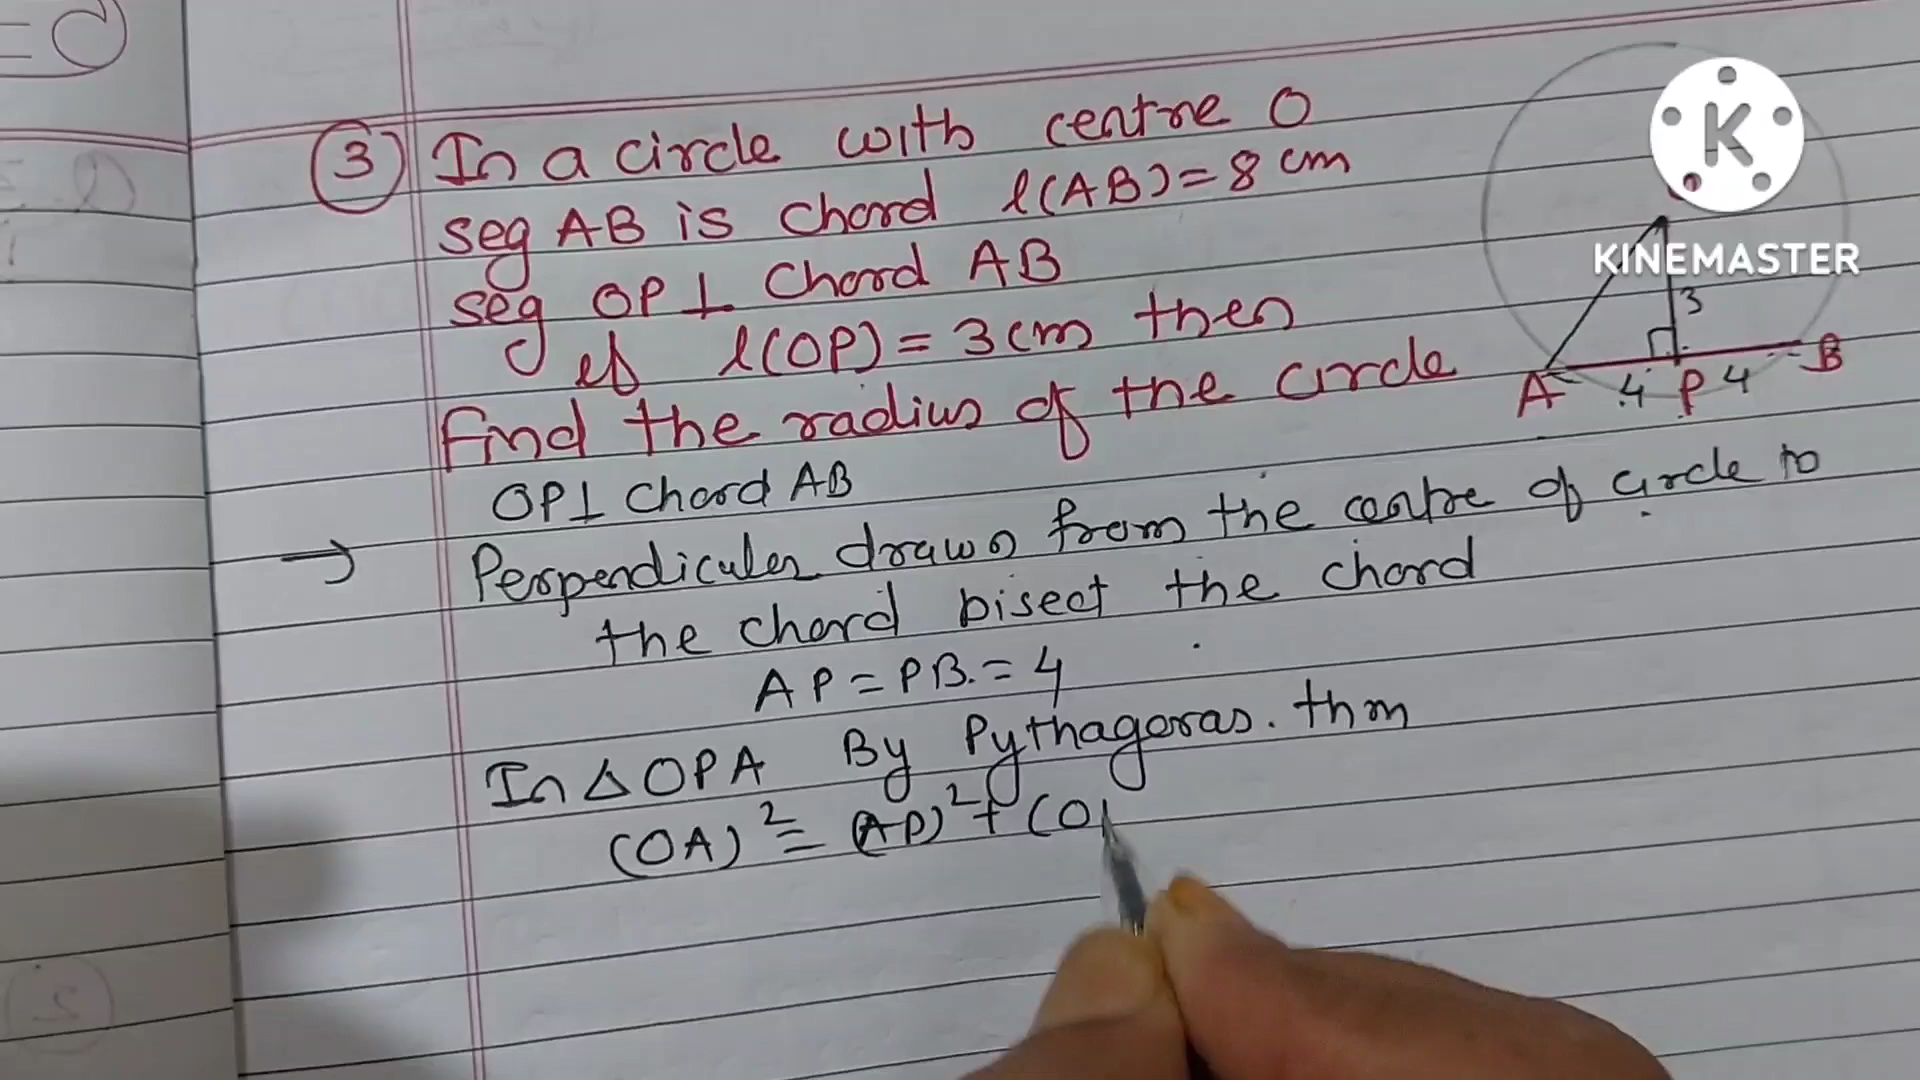 ③ In a circle with centre O
seg AB is chord l(AB)=8 cm
seg OP⊥ chord AB
if l(OP)=3cm then
find the radius of the circle
OP⊥ chord AB
→ Perpendicular drawn from the centre of circle to
the chord bisect the chord
AP=PB.=4
In △OPA By Pythagoras. thm
(OA)²=(AP)²+(O
K
KINEMASTER
3
A 4 P 4 B